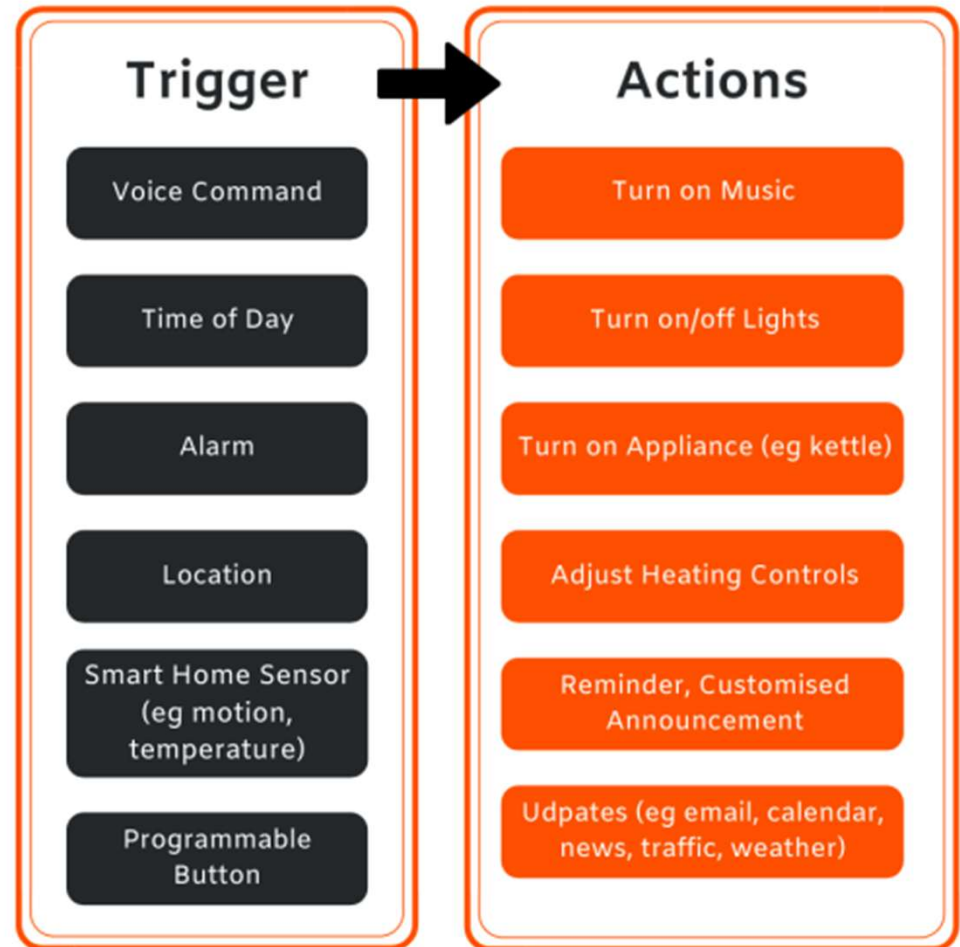 Trigger
Voice Command
Time of Day
Alarm
Location
Smart Home Sensor
(eg motion,
temperature)
Programmable
Button
Actions
Turn on Music
Turn on/off Lights
Turn on Appliance (eg kettle)
Adjust Heating Controls
Reminder, Customised
Announcement
Udpates (eg email, calendar,
news, traffic, weather)